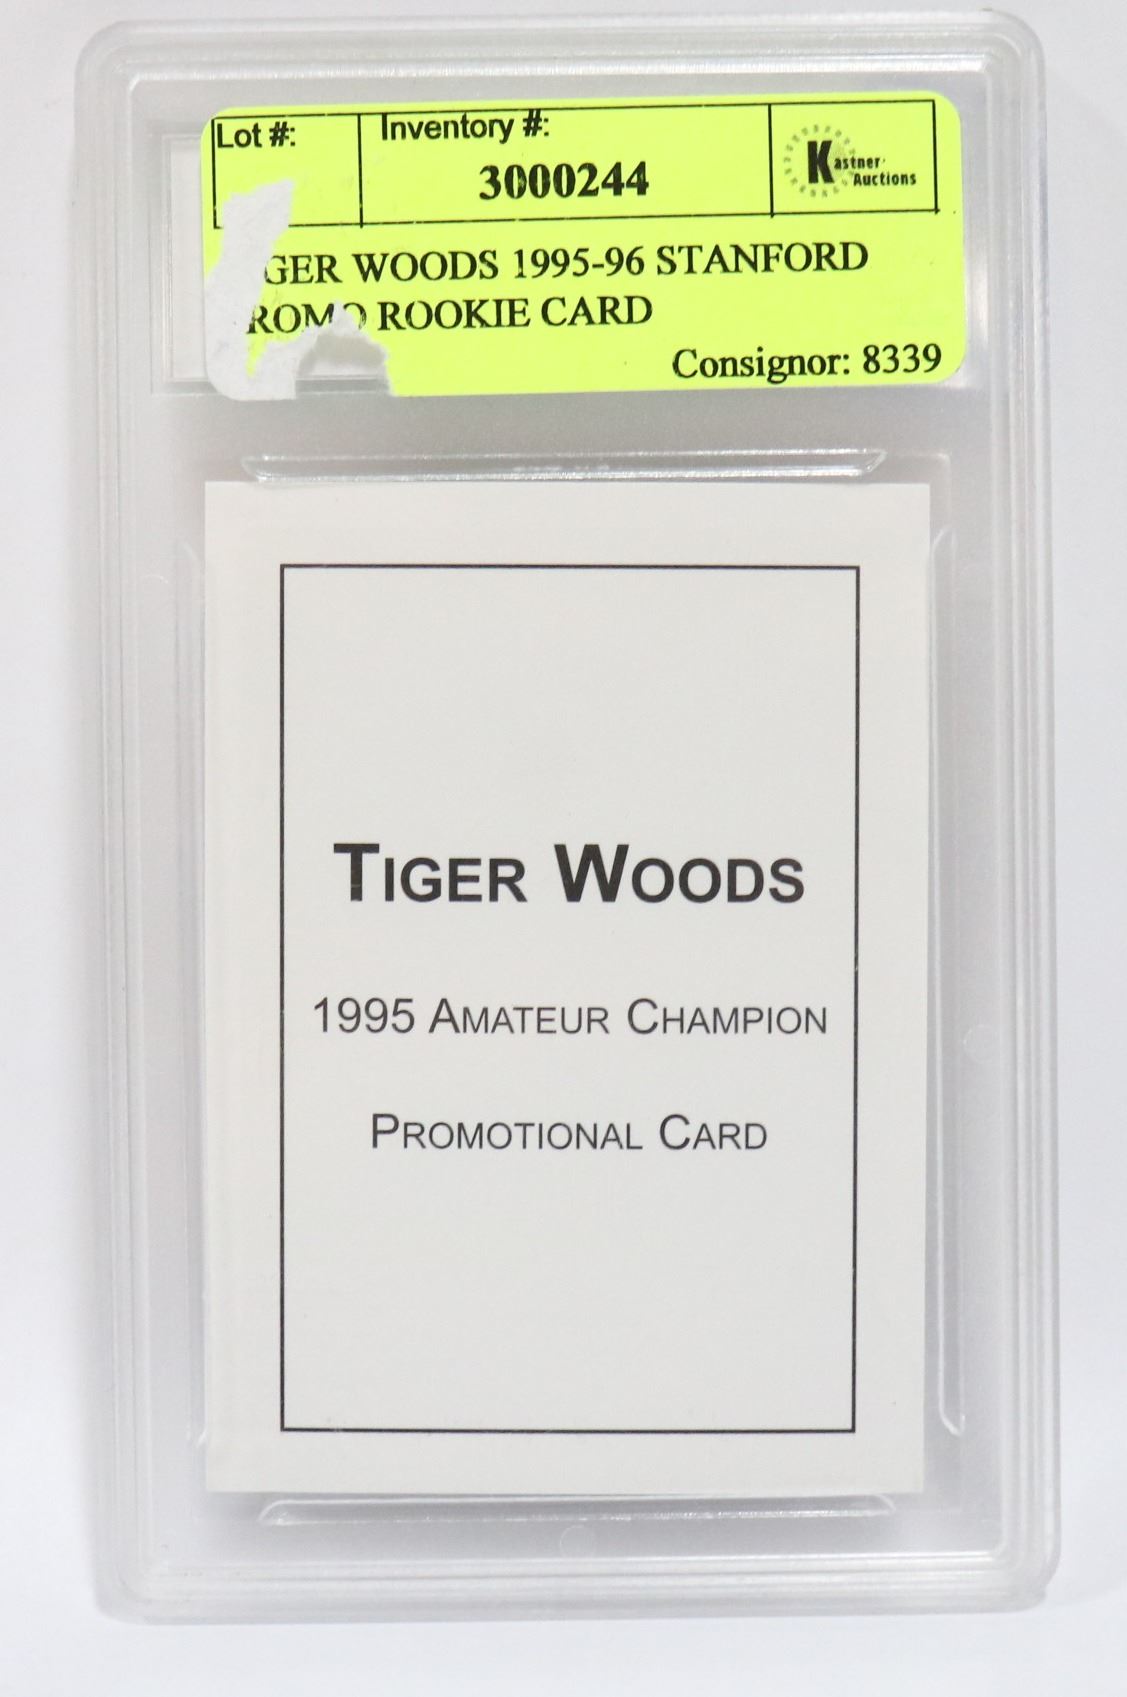 Lot #:
Inventory #:
3000244
Kastner Auctions
GER WOODS 1995-96 STANFORD
ROMO ROOKIE CARD
Consignor: 8339
TIGER WOODS
1995 AMATEUR CHAMPION
PROMOTIONAL CARD